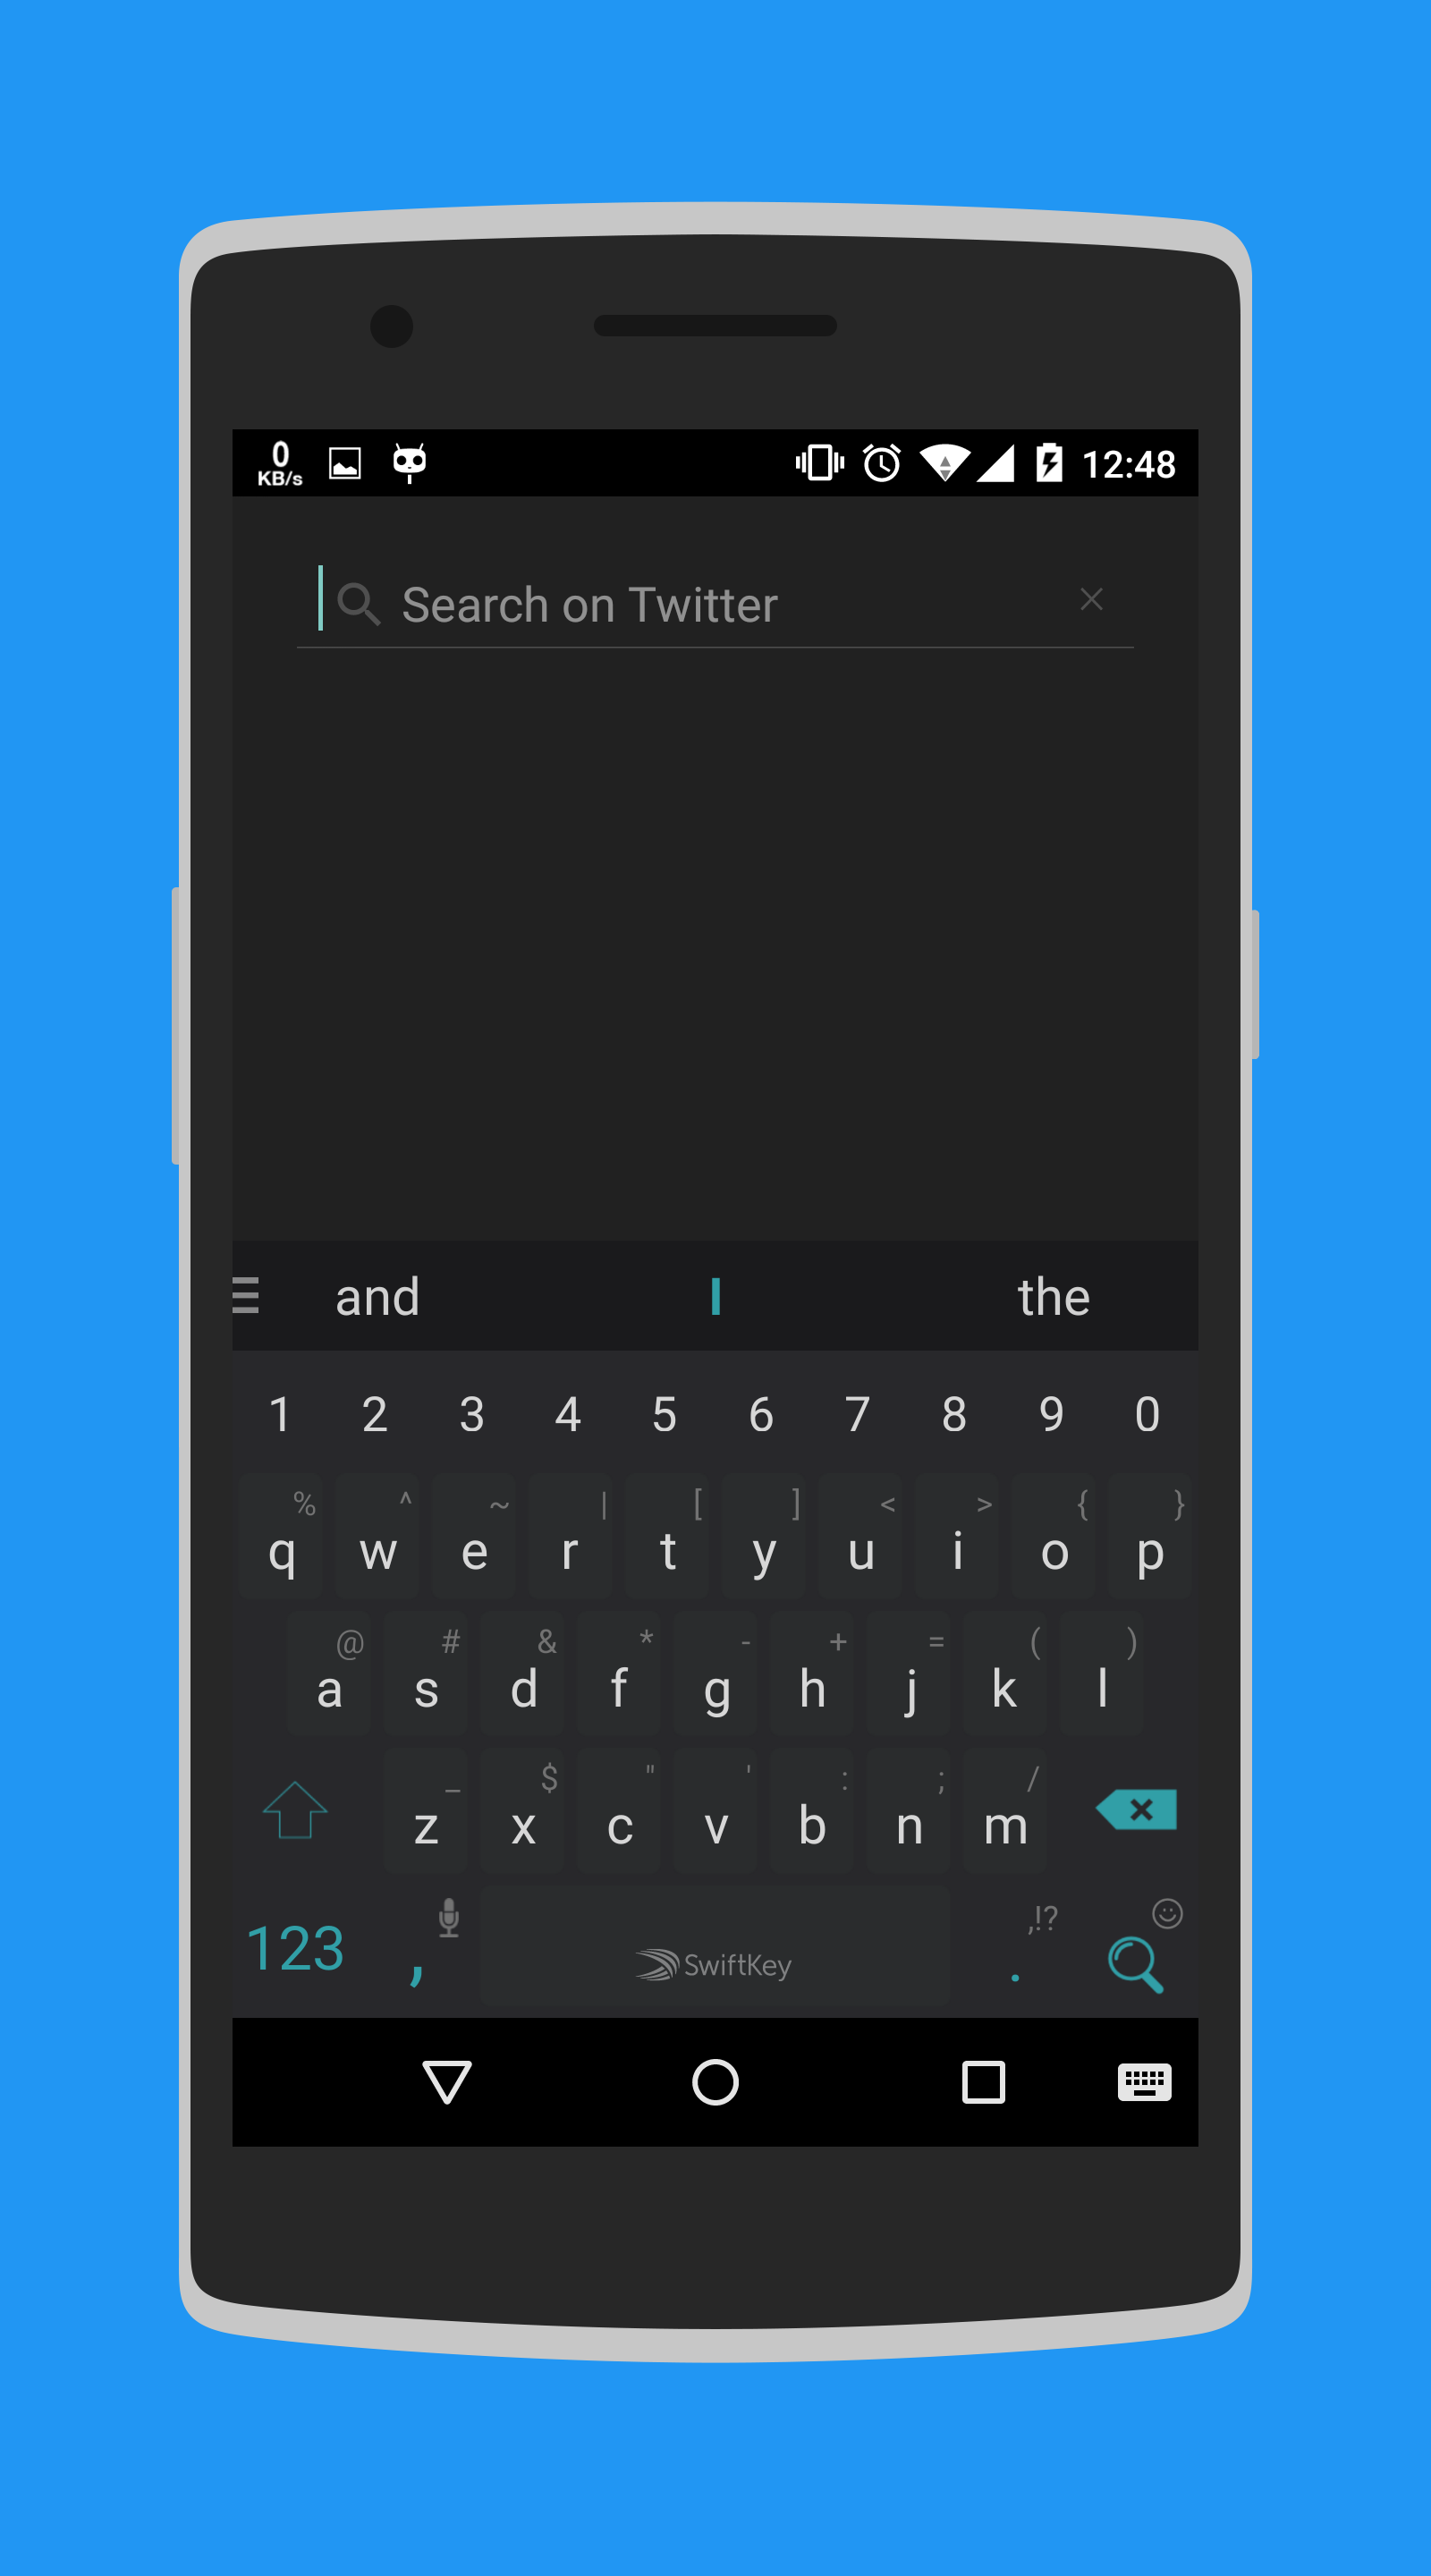 0
KB/s
12:48
Search on Twitter
and I the
1 2 3 4 5 6 7 8 9 0
% ^ ~ | [ ] < > { }
q w e r t y u i o p
@ # & * - + = ( )
a s d f g h j k l
_ $ " ' : ; /
z x c v b n m
,!?
123 , SwiftKey .